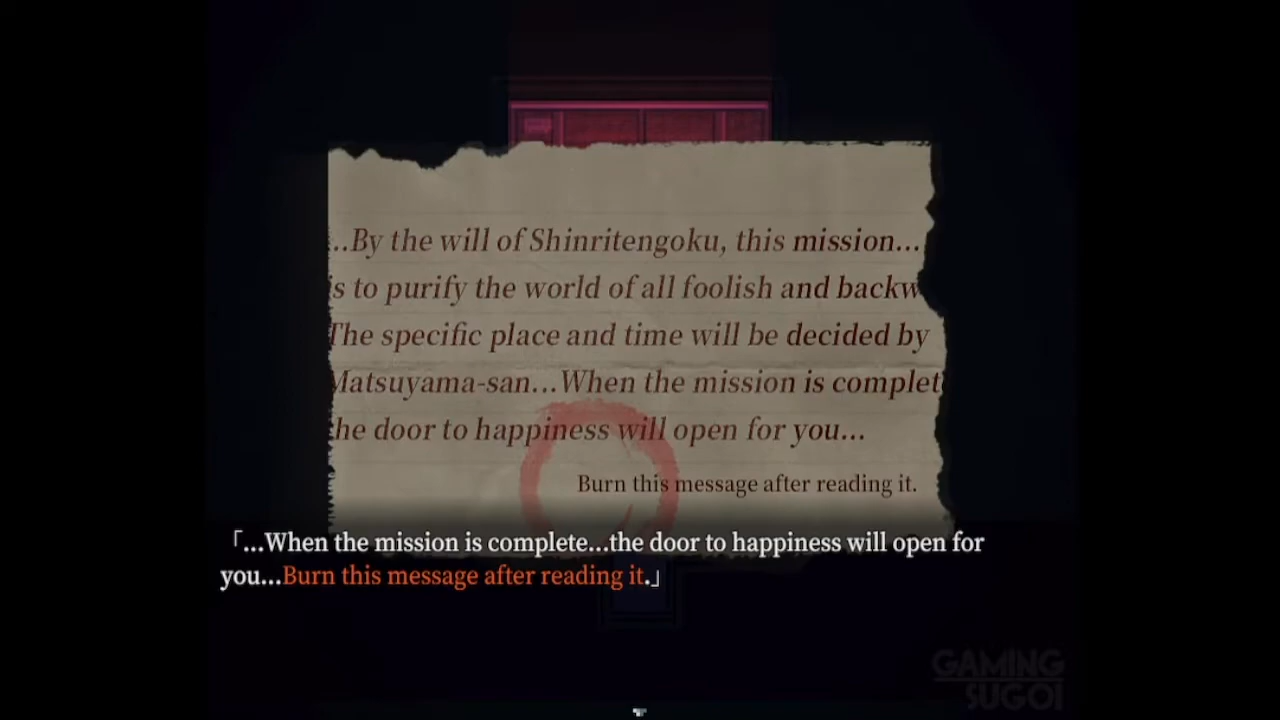 ...By the will of Shinritengoku, this mission...
is to purify the world of all foolish and backw
The specific place and time will be decided by
Matsuyama-san...When the mission is complet
the door to happiness will open for you...
Burn this message after reading it.
「...When the mission is complete...the door to happiness will open for
you...Burn this message after reading it.」
GAMING
SUGOI